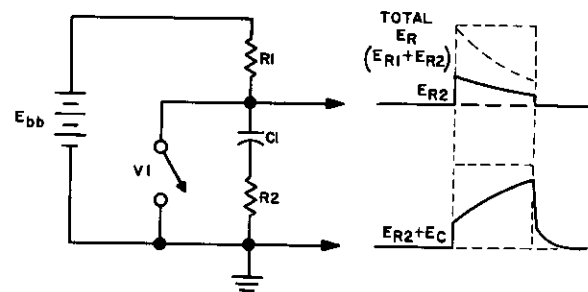 TOTAL
E_R
(E_R1+E_R2)
R1
E_R2
E_bb
C1
V1
R2
E_R2+E_C